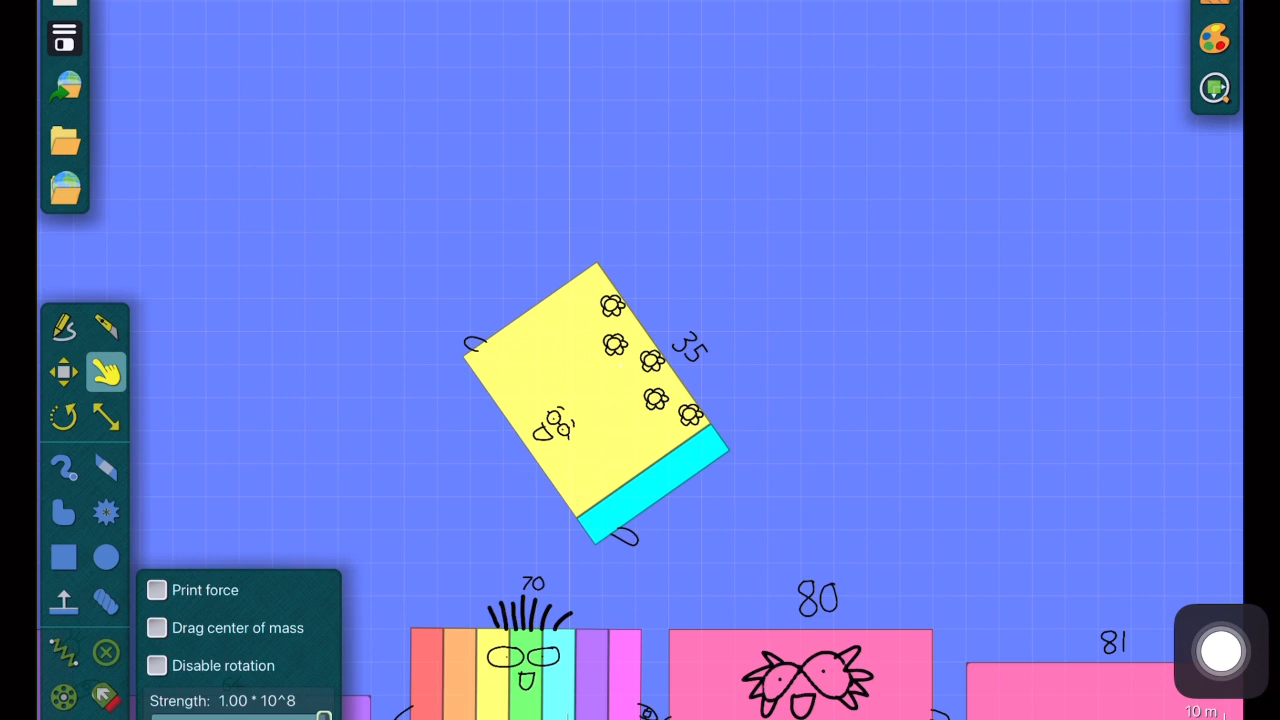 35
70
80
81
Print force
Drag center of mass
Disable rotation
Strength: 1.00 * 10^8
10 m